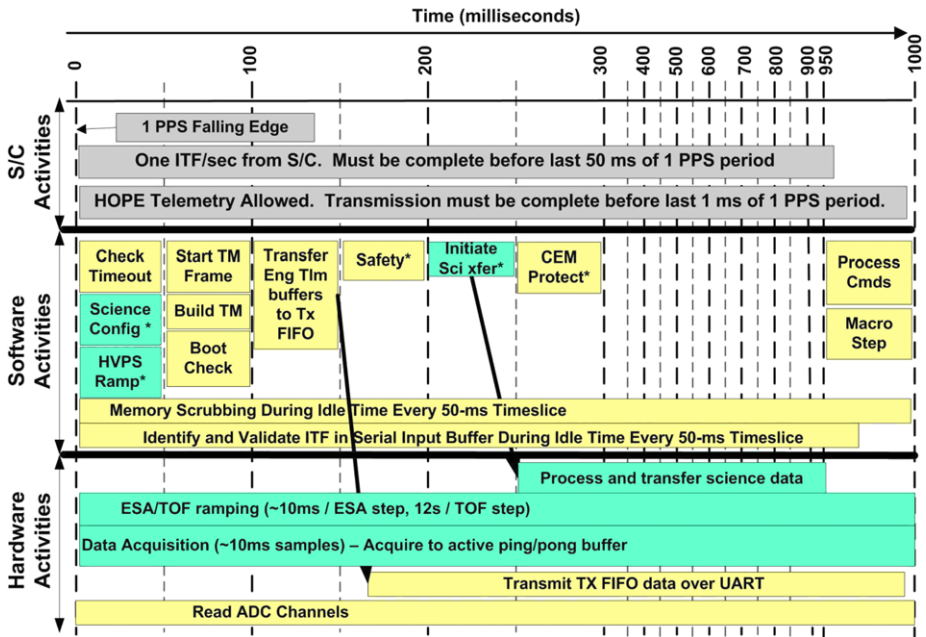 Time (milliseconds)
0
100
200
300
400
500
600
700
800
900
950
1000
S/C
Activities
1 PPS Falling Edge
One ITF/sec from S/C. Must be complete before last 50 ms of 1 PPS period
HOPE Telemetry Allowed. Transmission must be complete before last 1 ms of 1 PPS period.
Software
Activities
Check
Timeout
Science
Config *
HVPS
Ramp*
Start TM
Frame
Build TM
Boot
Check
Transfer
Eng Tlm
buffers
to Tx
FIFO
Safety*
Initiate
Sci xfer*
CEM
Protect*
Process
Cmds
Macro
Step
Memory Scrubbing During Idle Time Every 50-ms Timeslice
Identify and Validate ITF in Serial Input Buffer During Idle Time Every 50-ms Timeslice
Hardware
Activities
Process and transfer science data
ESA/TOF ramping (~10ms / ESA step, 12s / TOF step)
Data Acquisition (~10ms samples) – Acquire to active ping/pong buffer
Transmit TX FIFO data over UART
Read ADC Channels